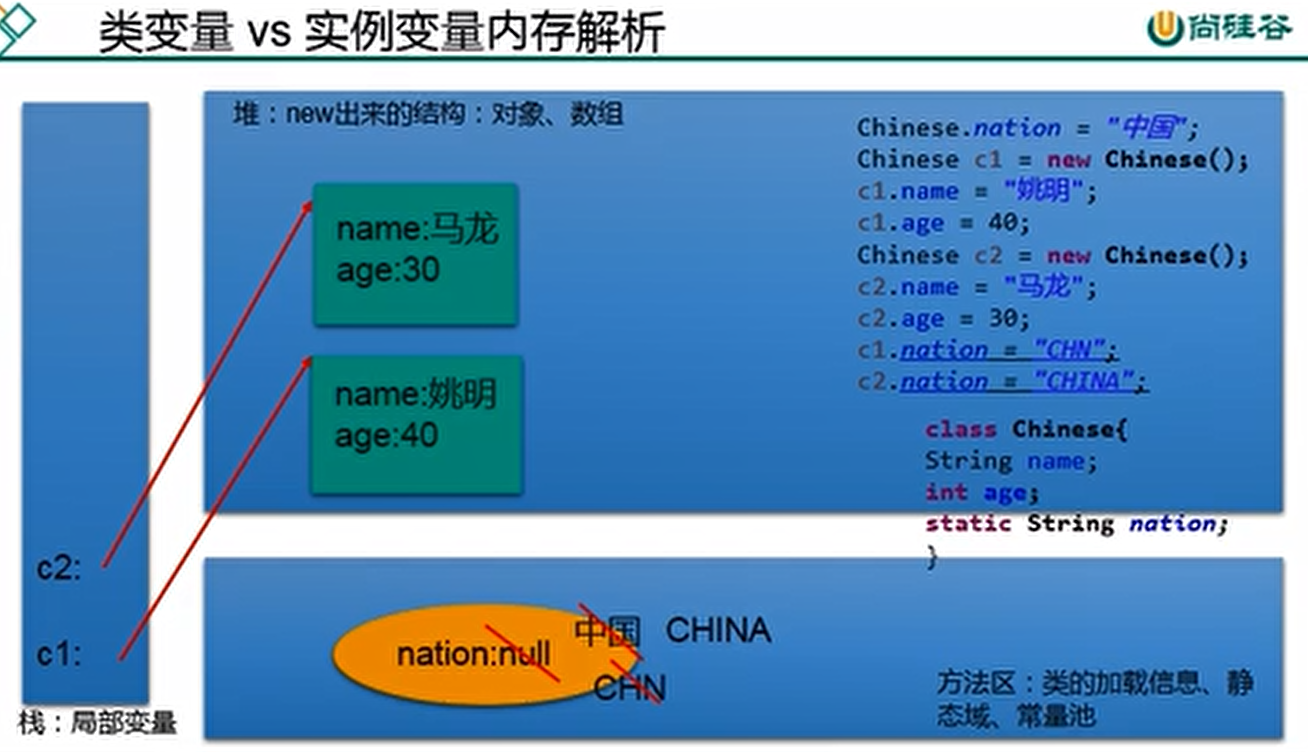 类变量 vs 实例变量内存解析
尚硅谷
堆：new出来的结构：对象、数组
name:马龙
age:30
name:姚明
age:40
Chinese.nation = "中国";
Chinese c1 = new Chinese();
c1.name = "姚明";
c1.age = 40;
Chinese c2 = new Chinese();
c2.name = "马龙";
c2.age = 30;
c1.nation = "CHN";
c2.nation = "CHINA";
class Chinese{
String name;
int age;
static String nation;
}
c2:
c1:
栈：局部变量
nation:null
中国 CHINA
CHN
方法区：类的加载信息、静
态域、常量池